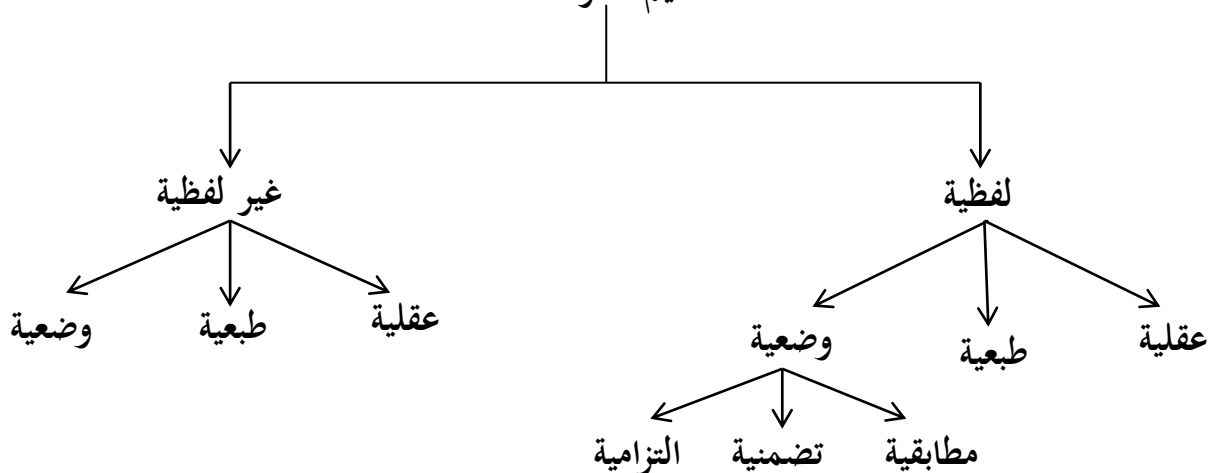 لفظية
غير لفظية
عقلية
طبعية
وضعية
عقلية
طبعية
وضعية
مطابقية
تضمنية
التزامية